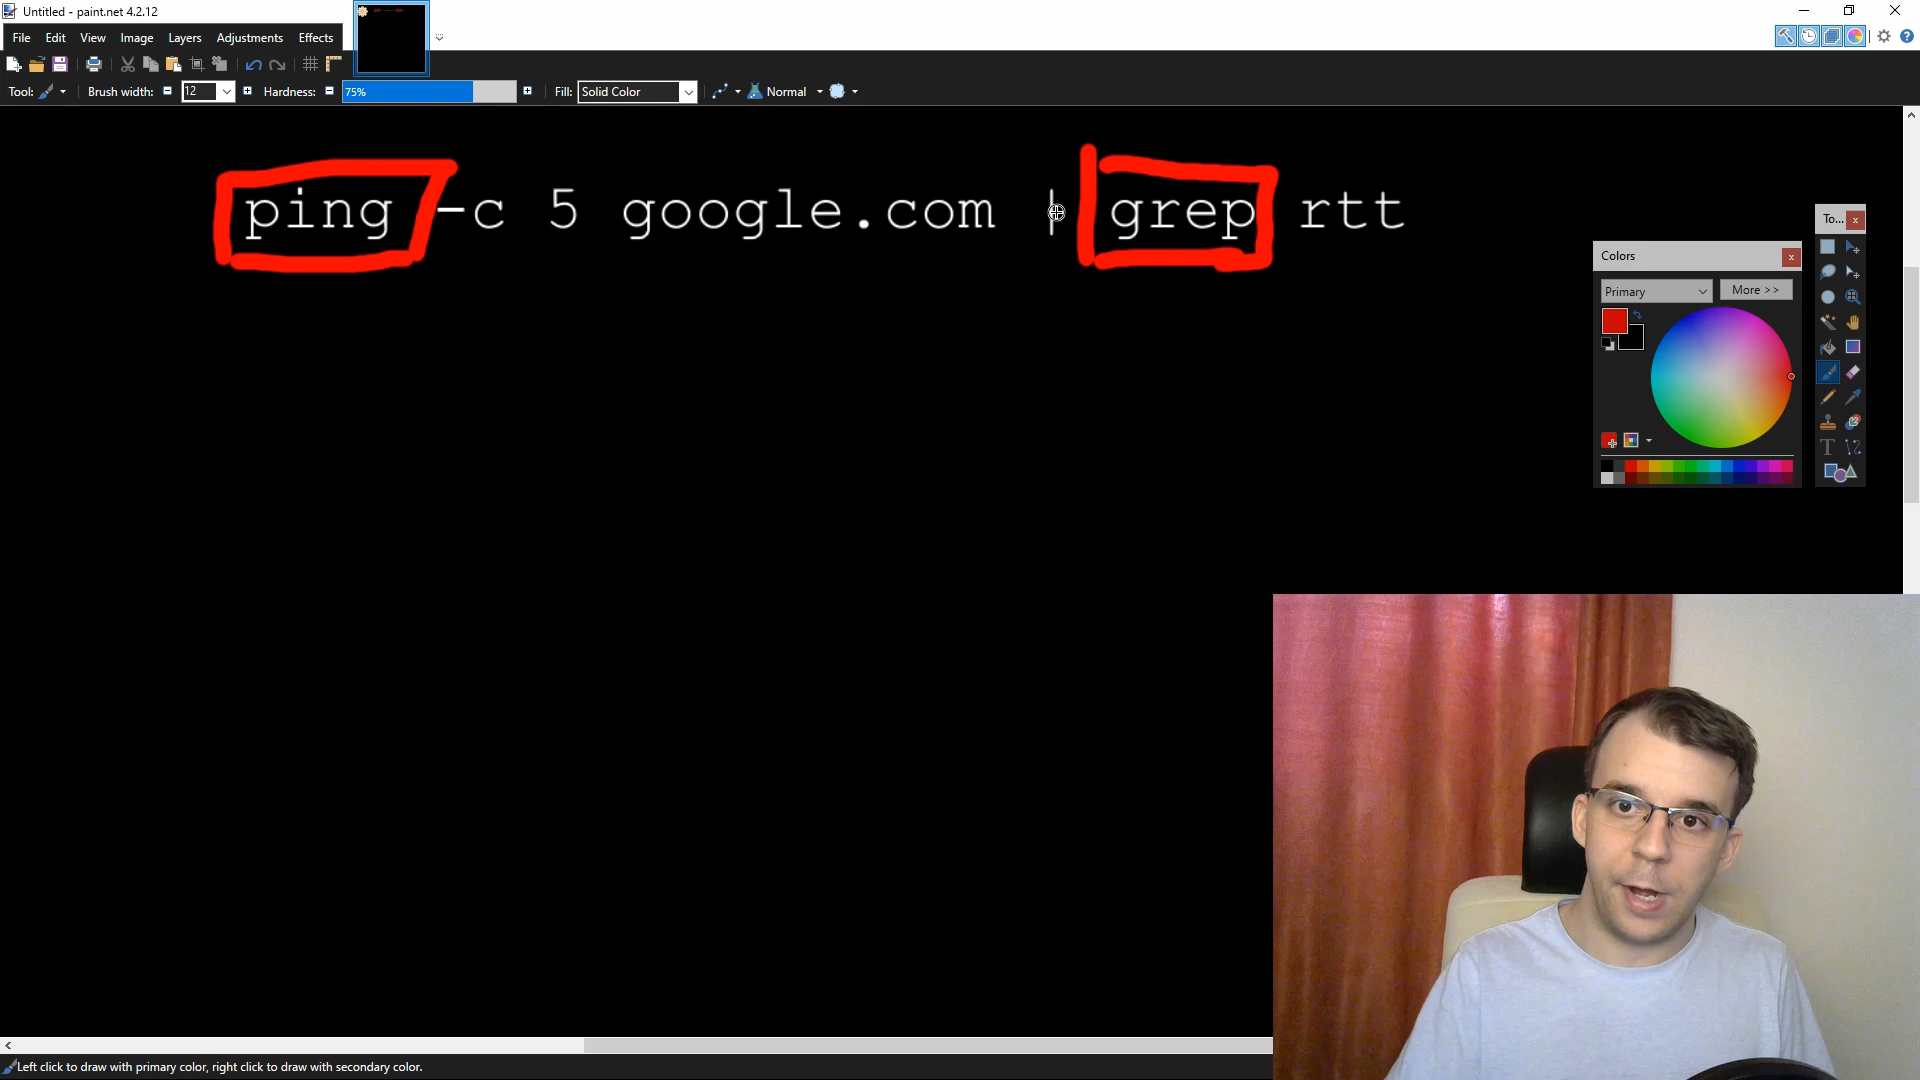 Untitled - paint.net 4.2.12
File Edit View Image Layers Adjustments Effects
Tool: Brush width: 12 Hardness: 75% Fill: Solid Color Normal
ping -c 5 google.com | grep rtt
To...
Colors
Primary More >>
Left click to draw with primary color, right click to draw with secondary color.